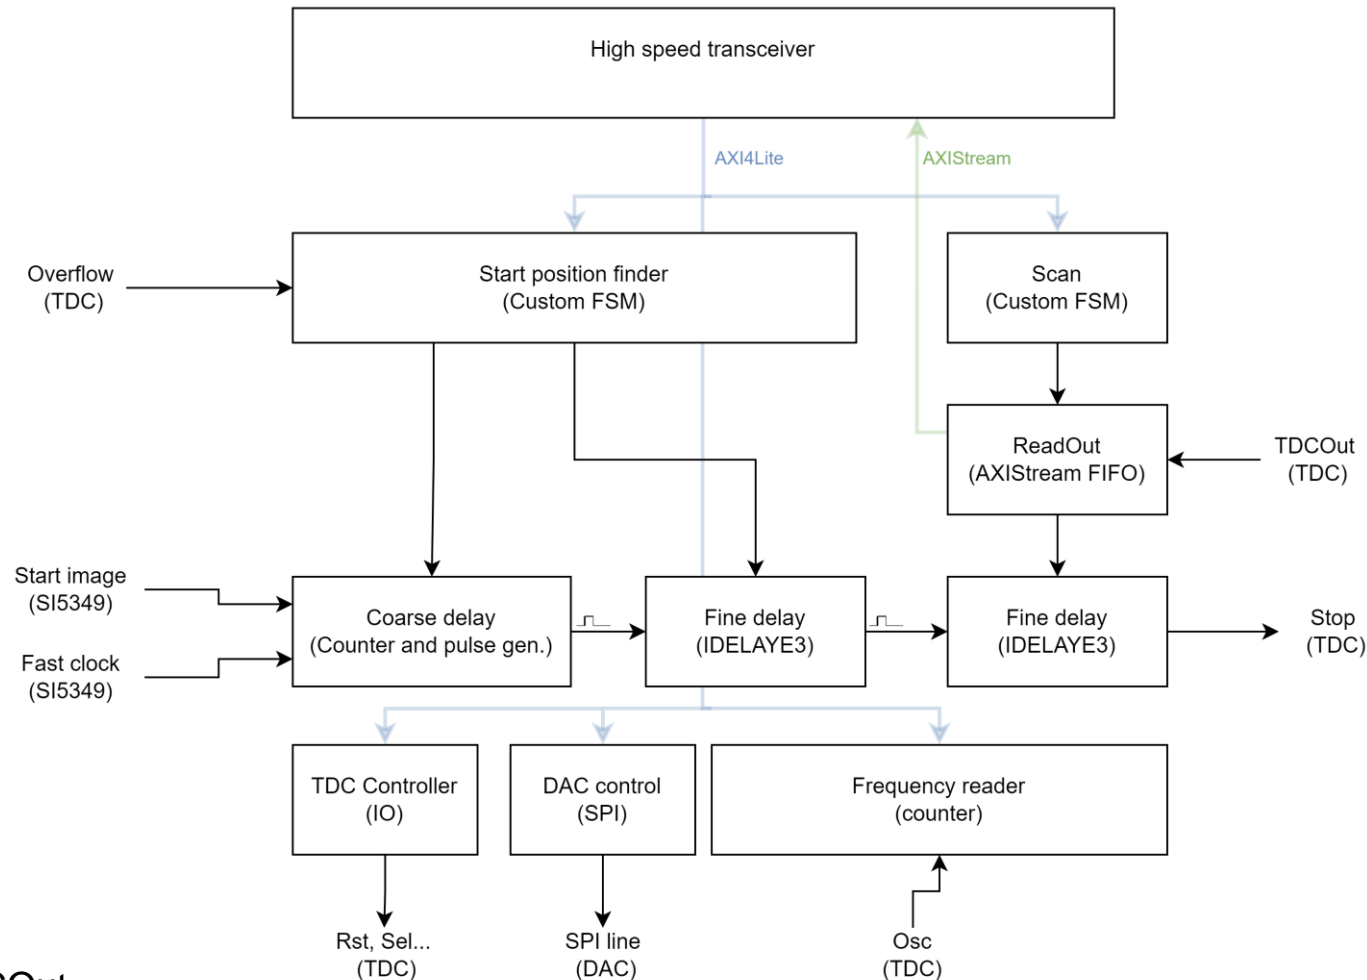 High speed transceiver
AXI4Lite
AXIStream
Overflow
(TDC)
Start position finder
(Custom FSM)
Scan
(Custom FSM)
ReadOut
(AXIStream FIFO)
TDCOut
(TDC)
Start image
(SI5349)
Fast clock
(SI5349)
Coarse delay
(Counter and pulse gen.)
Fine delay
(IDELAYE3)
Fine delay
(IDELAYE3)
Stop
(TDC)
TDC Controller
(IO)
DAC control
(SPI)
Frequency reader
(counter)
Rst, Sel...
(TDC)
SPI line
(DAC)
Osc
(TDC)